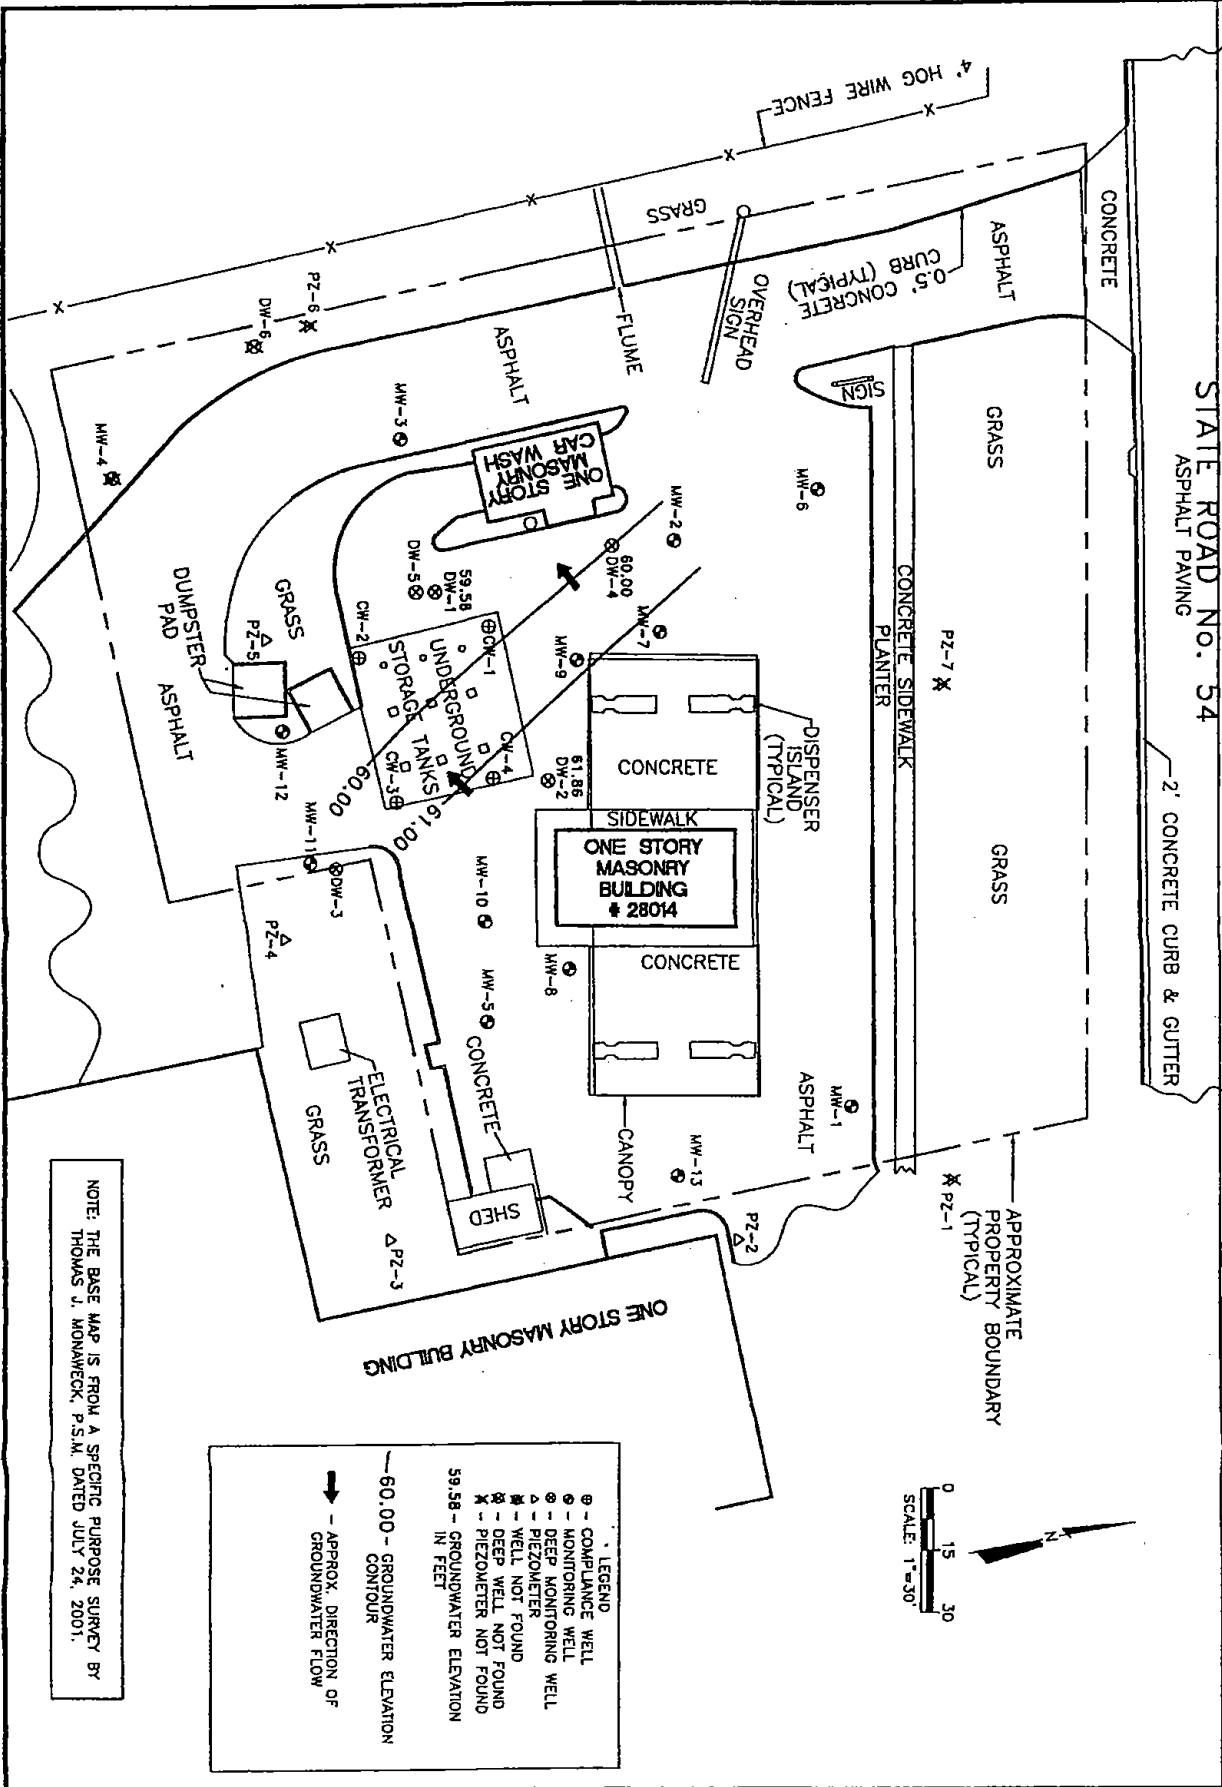 STATE ROAD No. 54
ASPHALT PAVING
2' CONCRETE CURB & GUTTER
CONCRETE
4' HOG WIRE FENCE
GRASS
ASPHALT
0.5' CONCRETE
CURB (TYPICAL)
OVERHEAD
SIGN
FLUME
SIGN
GRASS
GRASS
CONCRETE SIDEWALK
PLANTER
PZ-7
PZ-1
APPROXIMATE
PROPERTY BOUNDARY
(TYPICAL)
MW-6
MW-1
ASPHALT
DISPENSER
ISLAND
(TYPICAL)
CONCRETE
SIDEWALK
ONE STORY
MASONRY
BUILDING
# 28014
CONCRETE
CANOPY
MW-13
PZ-2
MW-2
60.00
DW-4
MW-7
MW-9
61.86
DW-2
MW-8
MW-10
MW-5
CONCRETE
SHED
ONE STORY MASONRY BUILDING
ASPHALT
ONE STORY
MASONRY
CAR WASH
MW-3
59.58
DW-1
DW-5
CW-1
CW-2
CW-4
CW-3
UNDERGROUND
STORAGE TANKS
61.00
60.00
PZ-6
DW-6
MW-4
GRASS
PZ-5
DUMPSTER
PAD
ASPHALT
MW-12
MW-11
DW-3
PZ-4
ELECTRICAL
TRANSFORMER
GRASS
PZ-3
0 15 30
SCALE: 1"=30'
N
LEGEND
- COMPLIANCE WELL
- MONITORING WELL
- DEEP MONITORING WELL
- PIEZOMETER
- WELL NOT FOUND
- DEEP WELL NOT FOUND
- PIEZOMETER NOT FOUND
59.58 - GROUNDWATER ELEVATION
IN FEET
60.00 - GROUNDWATER ELEVATION
CONTOUR
- APPROX. DIRECTION OF
GROUNDWATER FLOW
NOTE: THE BASE MAP IS FROM A SPECIFIC PURPOSE SURVEY BY
THOMAS J. MONAWECK, P.S.M. DATED JULY 24, 2001.